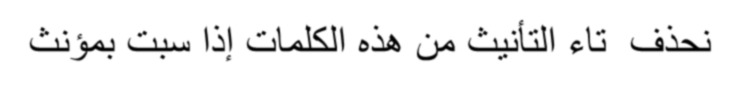 نحذف تاء التأنيث من هذه الكلمات إذا سبت بمؤنث